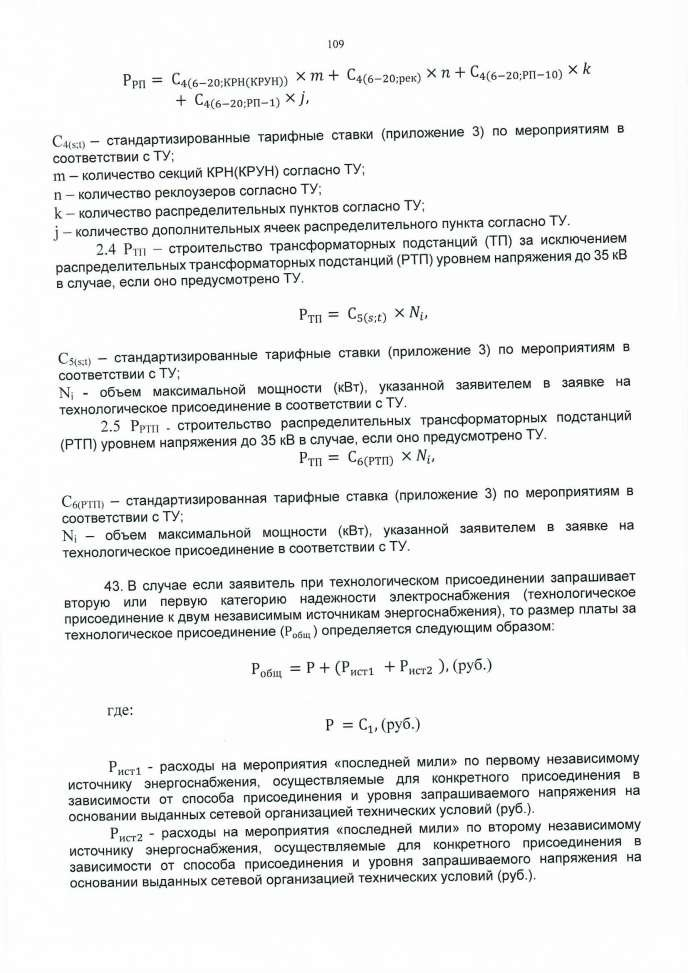 109
Р_РП = С_4(6−20;КРН(КРУН)) × m + С_4(6−20;рек) × n + С_4(6−20;РП−10) × k
+ С_4(6−20;РП−1) × j,
С_4(s;t) – стандартизированные тарифные ставки (приложение 3) по мероприятиям в
соответствии с ТУ;
m – количество секций КРН(КРУН) согласно ТУ;
n – количество реклоузеров согласно ТУ;
k – количество распределительных пунктов согласно ТУ;
j – количество дополнительных ячеек распределительного пункта согласно ТУ.
2.4 Р_ТП – строительство трансформаторных подстанций (ТП) за исключением
распределительных трансформаторных подстанций (РТП) уровнем напряжения до 35 кВ
в случае, если оно предусмотрено ТУ.
Р_ТП = С_5(s;t) × N_i,
С_5(s;t) – стандартизированные тарифные ставки (приложение 3) по мероприятиям в
соответствии с ТУ;
N_i - объем максимальной мощности (кВт), указанной заявителем в заявке на
технологическое присоединение в соответствии с ТУ.
2.5 Р_РТП - строительство распределительных трансформаторных подстанций
(РТП) уровнем напряжения до 35 кВ в случае, если оно предусмотрено ТУ.
Р_ТП = С_6(РТП) × N_i,
С_6(РТП) – стандартизированная тарифные ставка (приложение 3) по мероприятиям в
соответствии с ТУ;
N_i – объем максимальной мощности (кВт), указанной заявителем в заявке на
технологическое присоединение в соответствии с ТУ.
43. В случае если заявитель при технологическом присоединении запрашивает
вторую или первую категорию надежности электроснабжения (технологическое
присоединение к двум независимым источникам энергоснабжения), то размер платы за
технологическое присоединение (Р_общ ) определяется следующим образом:
Р_общ = Р + (Р_ист1 + Р_ист2 ), (руб.)
где:
Р = С_1, (руб.)
Р_ист1 - расходы на мероприятия «последней мили» по первому независимому
источнику энергоснабжения, осуществляемые для конкретного присоединения в
зависимости от способа присоединения и уровня запрашиваемого напряжения на
основании выданных сетевой организацией технических условий (руб.).
Р_ист2 - расходы на мероприятия «последней мили» по второму независимому
источнику энергоснабжения, осуществляемые для конкретного присоединения в
зависимости от способа присоединения и уровня запрашиваемого напряжения на
основании выданных сетевой организацией технических условий (руб.).